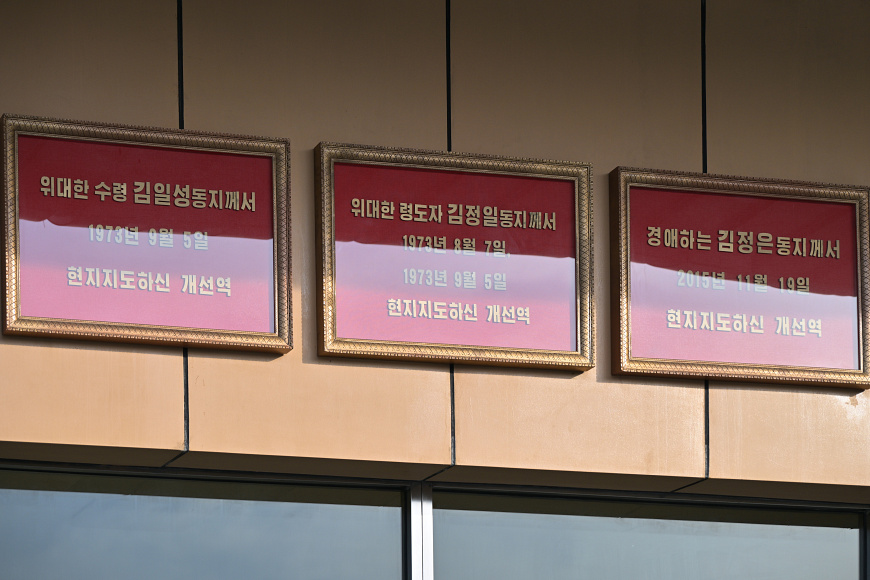 위대한 수령 김일성동지께서
1973년 9월 5일
현지지도하신 개선역
위대한 령도자 김정일동지께서
1973년 8월 7일,
1973년 9월 5일
현지지도하신 개선역
경애하는 김정은동지께서
2015년 11월 19일
현지지도하신 개선역